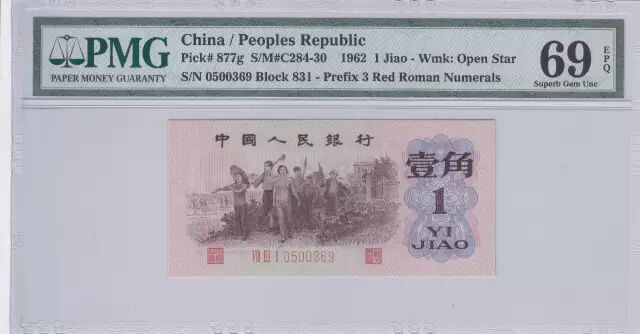 PMG
PAPER MONEY GUARANTY
China / Peoples Republic
Pick# 877g S/M#C284-30 1962 1 Jiao - Wmk: Open Star
S/N 0500369 Block 831 - Prefix 3 Red Roman Numerals
69 EPQ
Superb Gem Unc
中國人民銀行
壹角
1
YI
JIAO
VIII III I 0500369